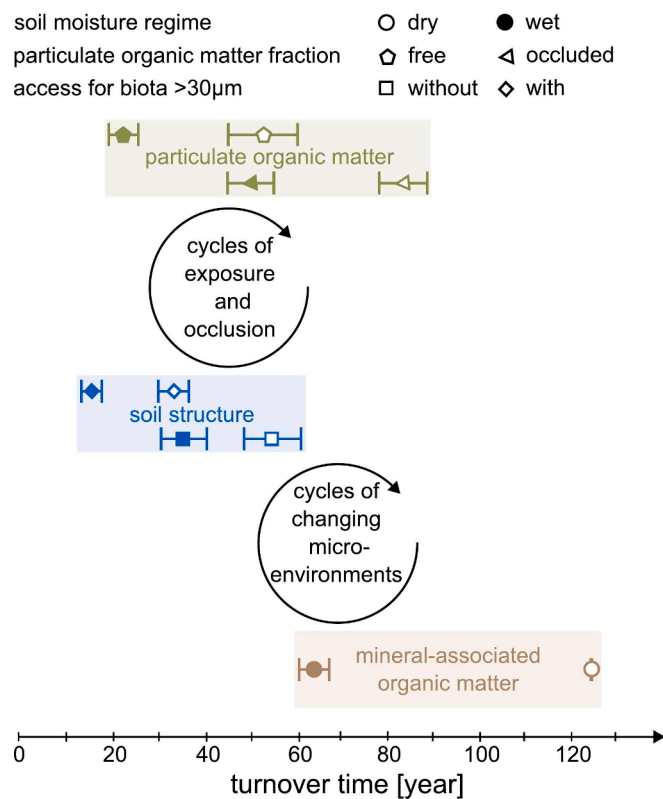 soil moisture regime dry wet
particulate organic matter fraction free occluded
access for biota >30µm without with
particulate organic matter
cycles of
exposure
and
occlusion
soil structure
cycles of
changing
micro-
environments
mineral-associated
organic matter
0 20 40 60 80 100 120
turnover time [year]